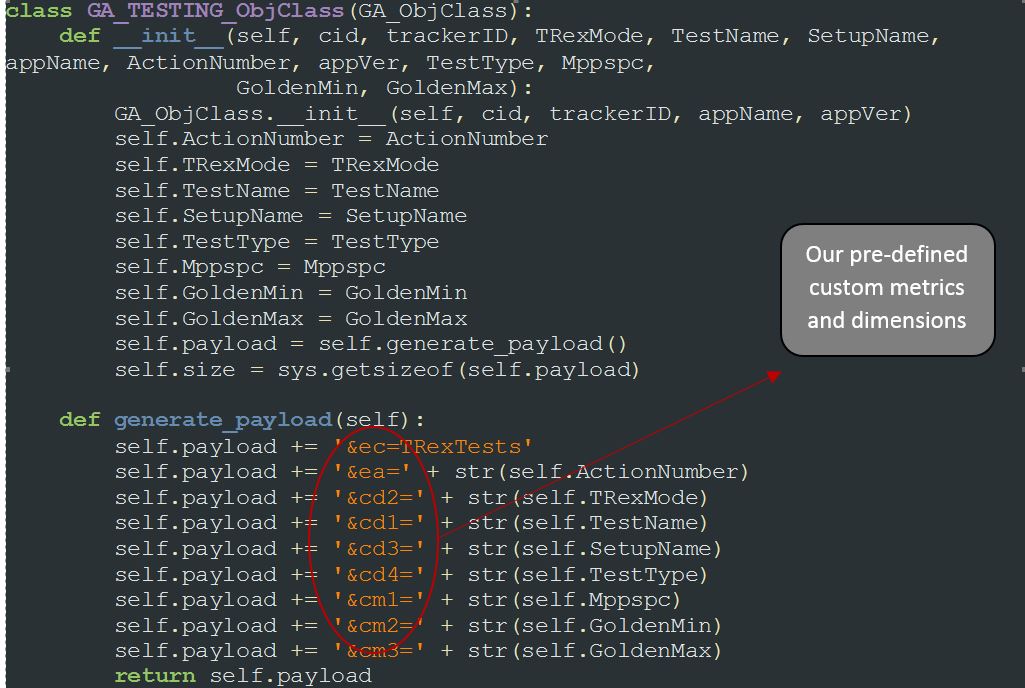 class GA_TESTING_ObjClass(GA_ObjClass):
    def __init__(self, cid, trackerID, TRexMode, TestName, SetupName,
appName, ActionNumber, appVer, TestType, Mppspc,
                 GoldenMin, GoldenMax):
        GA_ObjClass.__init__(self, cid, trackerID, appName, appVer)
        self.ActionNumber = ActionNumber
        self.TRexMode = TRexMode
        self.TestName = TestName
        self.SetupName = SetupName
        self.TestType = TestType
        self.Mppspc = Mppspc
        self.GoldenMin = GoldenMin
        self.GoldenMax = GoldenMax
        self.payload = self.generate_payload()
        self.size = sys.getsizeof(self.payload)
    def generate_payload(self):
        self.payload += '&ec=TRexTests'
        self.payload += '&ea=' + str(self.ActionNumber)
        self.payload += '&cd2=' + str(self.TRexMode)
        self.payload += '&cd1=' + str(self.TestName)
        self.payload += '&cd3=' + str(self.SetupName)
        self.payload += '&cd4=' + str(self.TestType)
        self.payload += '&cm1=' + str(self.Mppspc)
        self.payload += '&cm2=' + str(self.GoldenMin)
        self.payload += '&cm3=' + str(self.GoldenMax)
        return self.payload
Our pre-defined
custom metrics
and dimensions